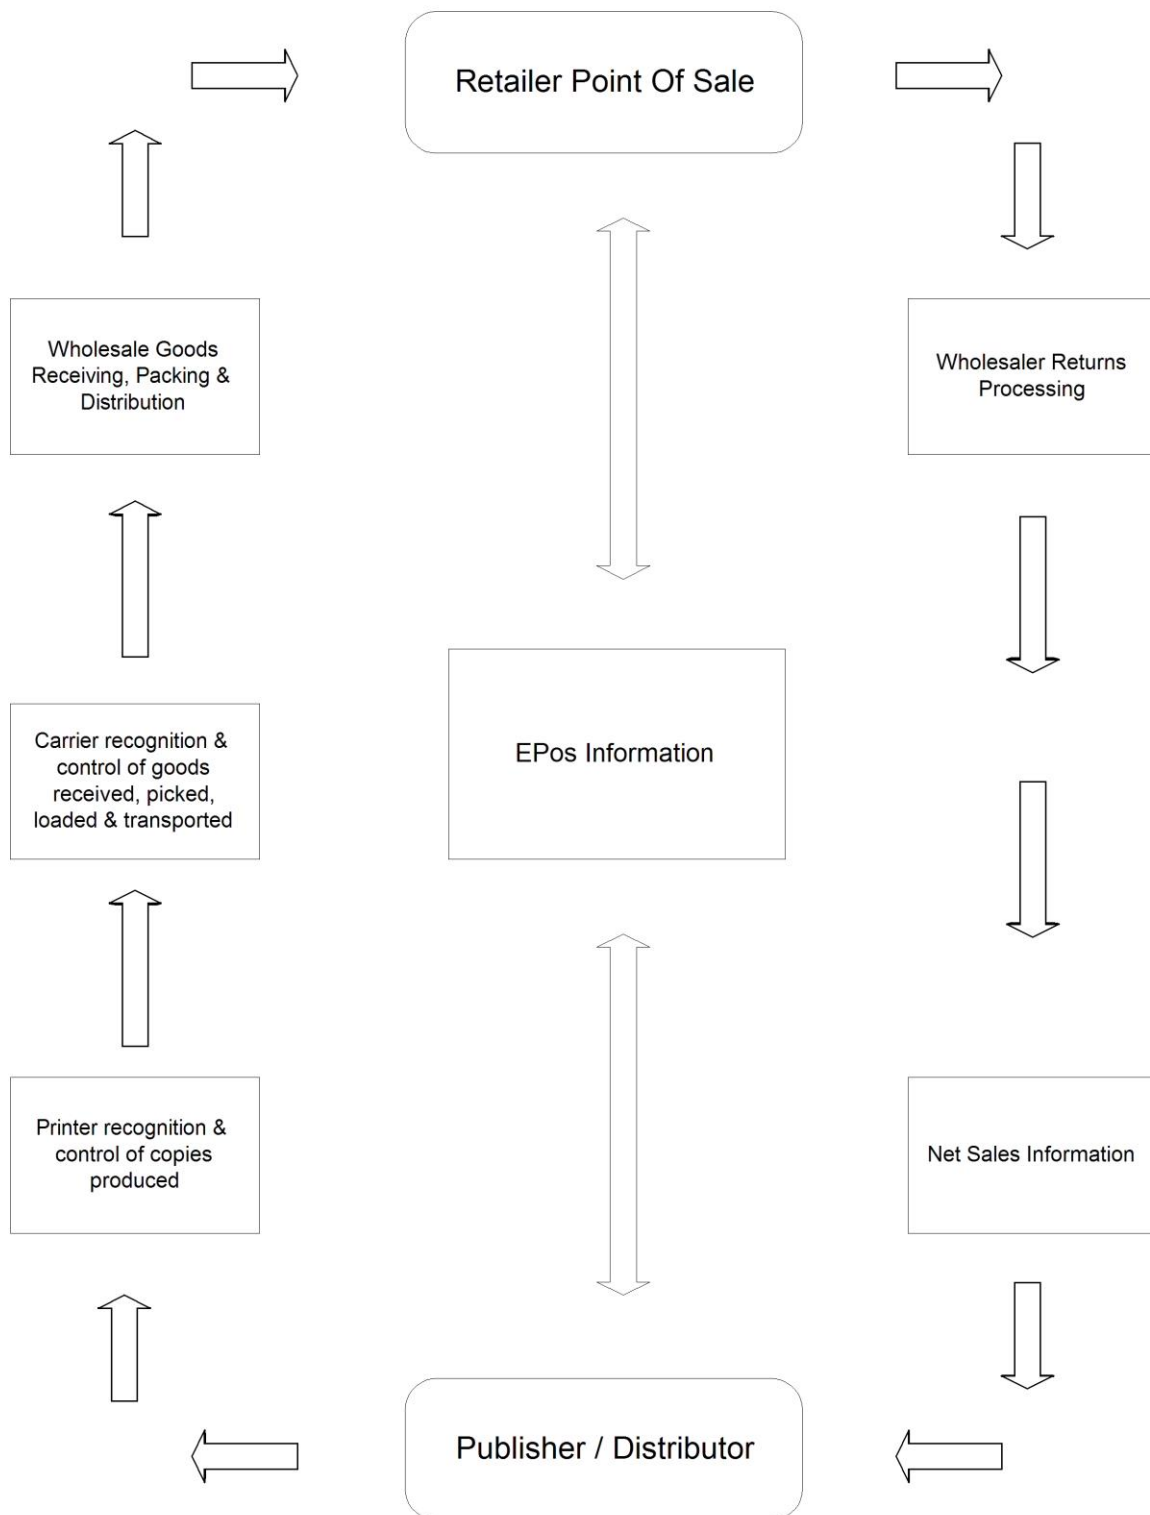 Retailer Point Of Sale
Wholesale Goods
Receiving, Packing &
Distribution
Wholesaler Returns
Processing
Carrier recognition &
control of goods
received, picked,
loaded & transported
EPos Information
Printer recognition &
control of copies
produced
Net Sales Information
Publisher / Distributor